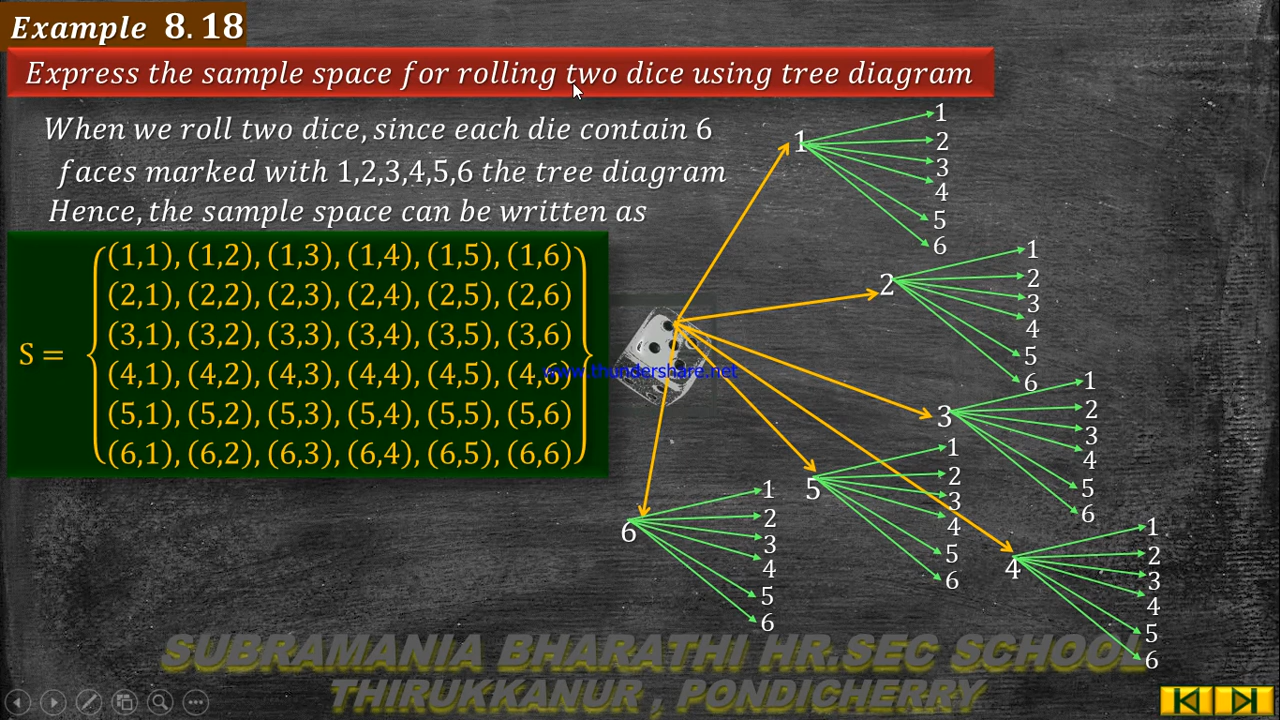 Example 8.18
Express the sample space for rolling two dice using tree diagram
When we roll two dice, since each die contain 6
faces marked with 1,2,3,4,5,6 the tree diagram
Hence, the sample space can be written as
(1,1), (1,2), (1,3), (1,4), (1,5), (1,6)
(2,1), (2,2), (2,3), (2,4), (2,5), (2,6)
(3,1), (3,2), (3,3), (3,4), (3,5), (3,6)
S =
(4,1), (4,2), (4,3), (4,4), (4,5), (4,6)
(5,1), (5,2), (5,3), (5,4), (5,5), (5,6)
(6,1), (6,2), (6,3), (6,4), (6,5), (6,6)
www.thundershare.net
1
1
2
3
4
5
6
2
1
2
3
4
5
6
3
1
2
3
4
5
6
4
1
2
3
4
5
6
5
1
2
3
4
5
6
6
1
2
3
4
5
6
SUBRAMANIA BHARATHI HR.SEC SCHOOL
THIRUKKANUR , PONDICHERRY